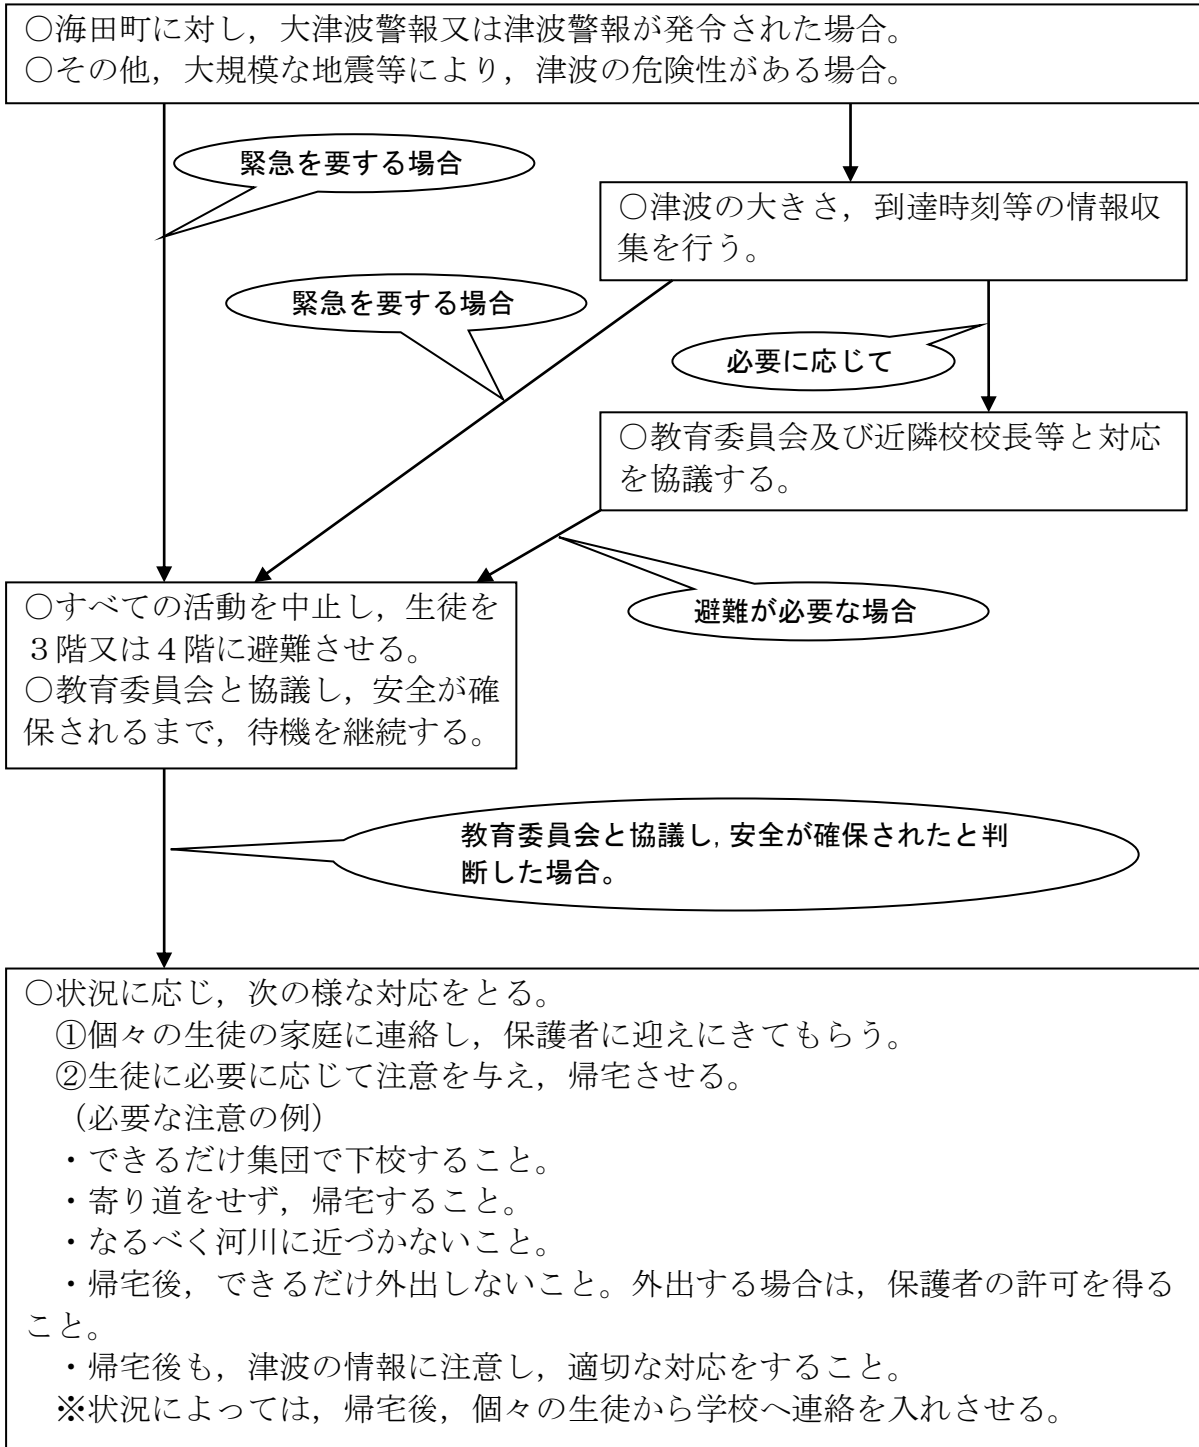 ○海田町に対し，大津波警報又は津波警報が発令された場合。
○その他，大規模な地震等により，津波の危険性がある場合。
緊急を要する場合
○津波の大きさ，到達時刻等の情報収
集を行う。
緊急を要する場合
必要に応じて
○教育委員会及び近隣校校長等と対応
を協議する。
○すべての活動を中止し，生徒を
３階又は４階に避難させる。
○教育委員会と協議し，安全が確
保されるまで，待機を継続する。
避難が必要な場合
教育委員会と協議し，安全が確保されたと判
断した場合。
○状況に応じ，次の様な対応をとる。
①個々の生徒の家庭に連絡し，保護者に迎えにきてもらう。
②生徒に必要に応じて注意を与え，帰宅させる。
（必要な注意の例）
・できるだけ集団で下校すること。
・寄り道をせず，帰宅すること。
・なるべく河川に近づかないこと。
・帰宅後，できるだけ外出しないこと。外出する場合は，保護者の許可を得る
こと。
・帰宅後も，津波の情報に注意し，適切な対応をすること。
※状況によっては，帰宅後，個々の生徒から学校へ連絡を入れさせる。